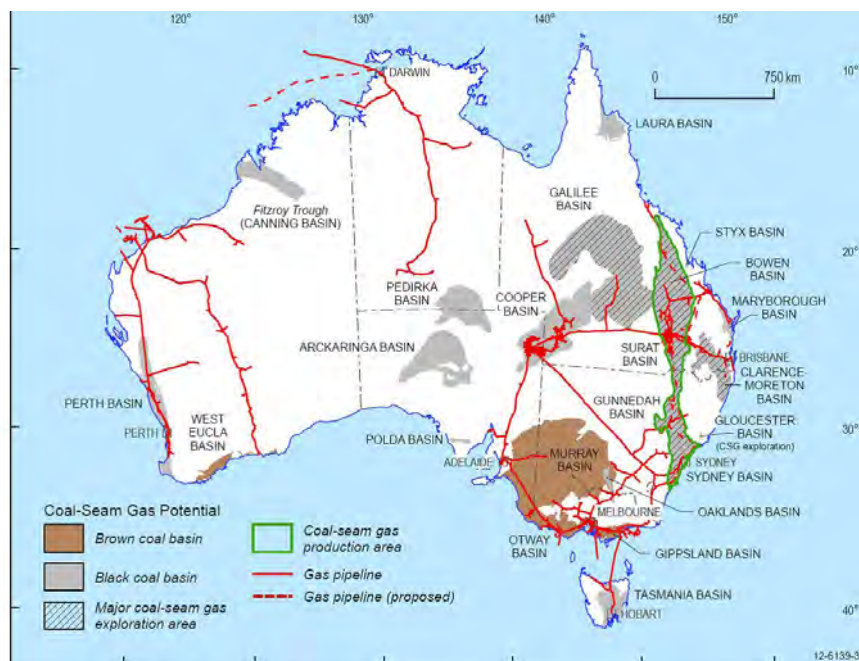 120°
130°
140°
150°
10°
10°
DARWIN
0
750 km
LAURA BASIN
Fitzroy Trough
(CANNING BASIN)
GALILEE
BASIN
20°
20°
STYX BASIN
BOWEN
BASIN
PEDIRKA
BASIN
COOPER
BASIN
MARYBOROUGH
BASIN
ARCKARINGA BASIN
SURAT
BASIN
BRISBANE
CLARENCE-
MORETON
BASIN
PERTH BASIN
GUNNEDAH
BASIN
PERTH
WEST
EUCLA
BASIN
POLDA BASIN
GLOUCESTER
BASIN
(CSG exploration)
30°
30°
ADELAIDE
MURRAY
BASIN
SYDNEY
SYDNEY BASIN
OAKLANDS BASIN
MELBOURNE
OTWAY
BASIN
GIPPSLAND BASIN
TASMANIA BASIN
HOBART
40°
40°
Coal-Seam Gas Potential
Brown coal basin
Black coal basin
Major coal-seam gas
exploration area
Coal-seam gas
production area
Gas pipeline
Gas pipeline (proposed)
12-6139-3